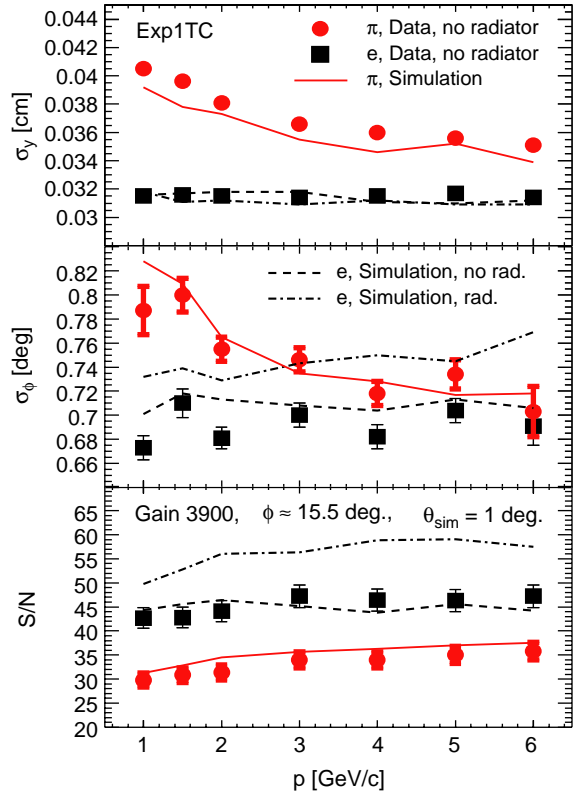 Exp1TC
π, Data, no radiator
e, Data, no radiator
π, Simulation
σy [cm]
0.044
0.042
0.04
0.038
0.036
0.034
0.032
0.03
e, Simulation, no rad.
e, Simulation, rad.
σϕ [deg]
0.82
0.8
0.78
0.76
0.74
0.72
0.7
0.68
0.66
Gain 3900, ϕ ≈ 15.5 deg., θsim = 1 deg.
S/N
65
60
55
50
45
40
35
30
25
20
1 2 3 4 5 6
p [GeV/c]